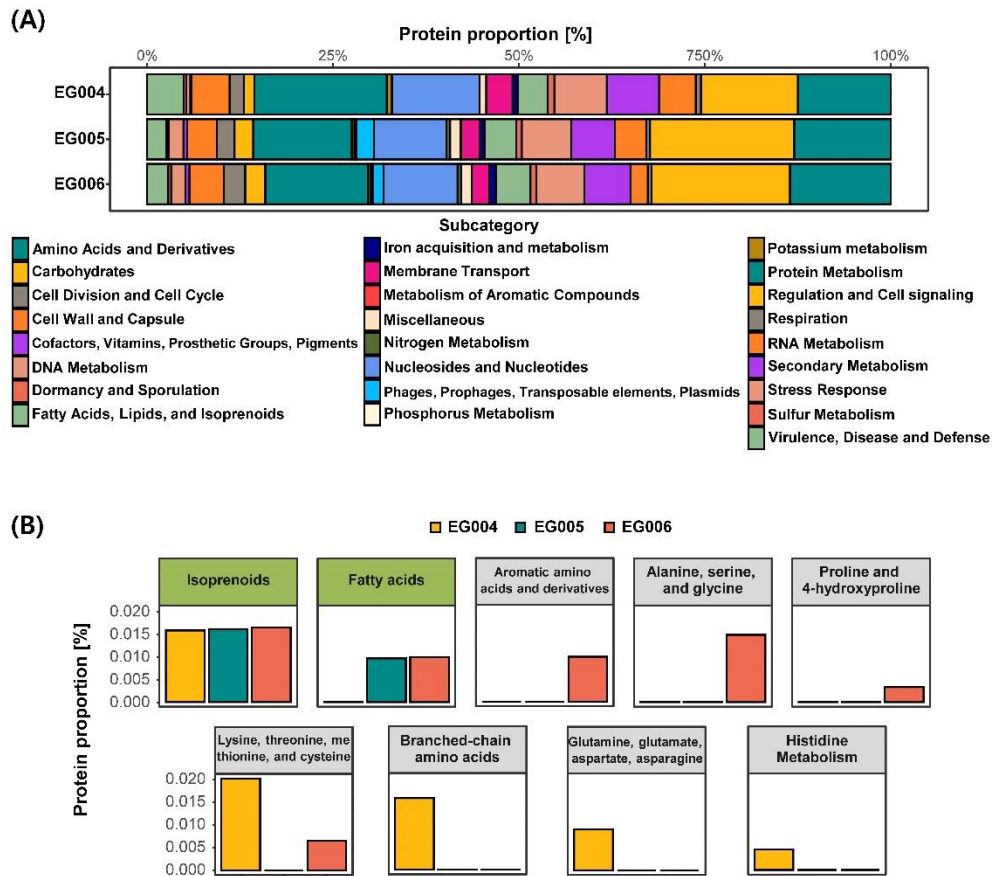 (A)
Protein proportion [%]
0% 25% 50% 750% 100%
EG004
EG005
EG006
Subcategory
Amino Acids and Derivatives
Carbohydrates
Cell Division and Cell Cycle
Cell Wall and Capsule
Cofactors, Vitamins, Prosthetic Groups, Pigments
DNA Metabolism
Dormancy and Sporulation
Fatty Acids, Lipids, and Isoprenoids
Iron acquisition and metabolism
Membrane Transport
Metabolism of Aromatic Compounds
Miscellaneous
Nitrogen Metabolism
Nucleosides and Nucleotides
Phages, Prophages, Transposable elements, Plasmids
Phosphorus Metabolism
Potassium metabolism
Protein Metabolism
Regulation and Cell signaling
Respiration
RNA Metabolism
Secondary Metabolism
Stress Response
Sulfur Metabolism
Virulence, Disease and Defense
(B)
EG004 EG005 EG006
Protein proportion [%]
Isoprenoids
Fatty acids
Aromatic amino
acids and derivatives
Alanine, serine,
and glycine
Proline and
4-hydroxyproline
0.020
0.015
0.010
0.005
0.000
Lysine, threonine, me
thionine, and cysteine
Branched-chain
amino acids
Glutamine, glutamate,
aspartate, asparagine
Histidine
Metabolism
0.020
0.015
0.010
0.005
0.000